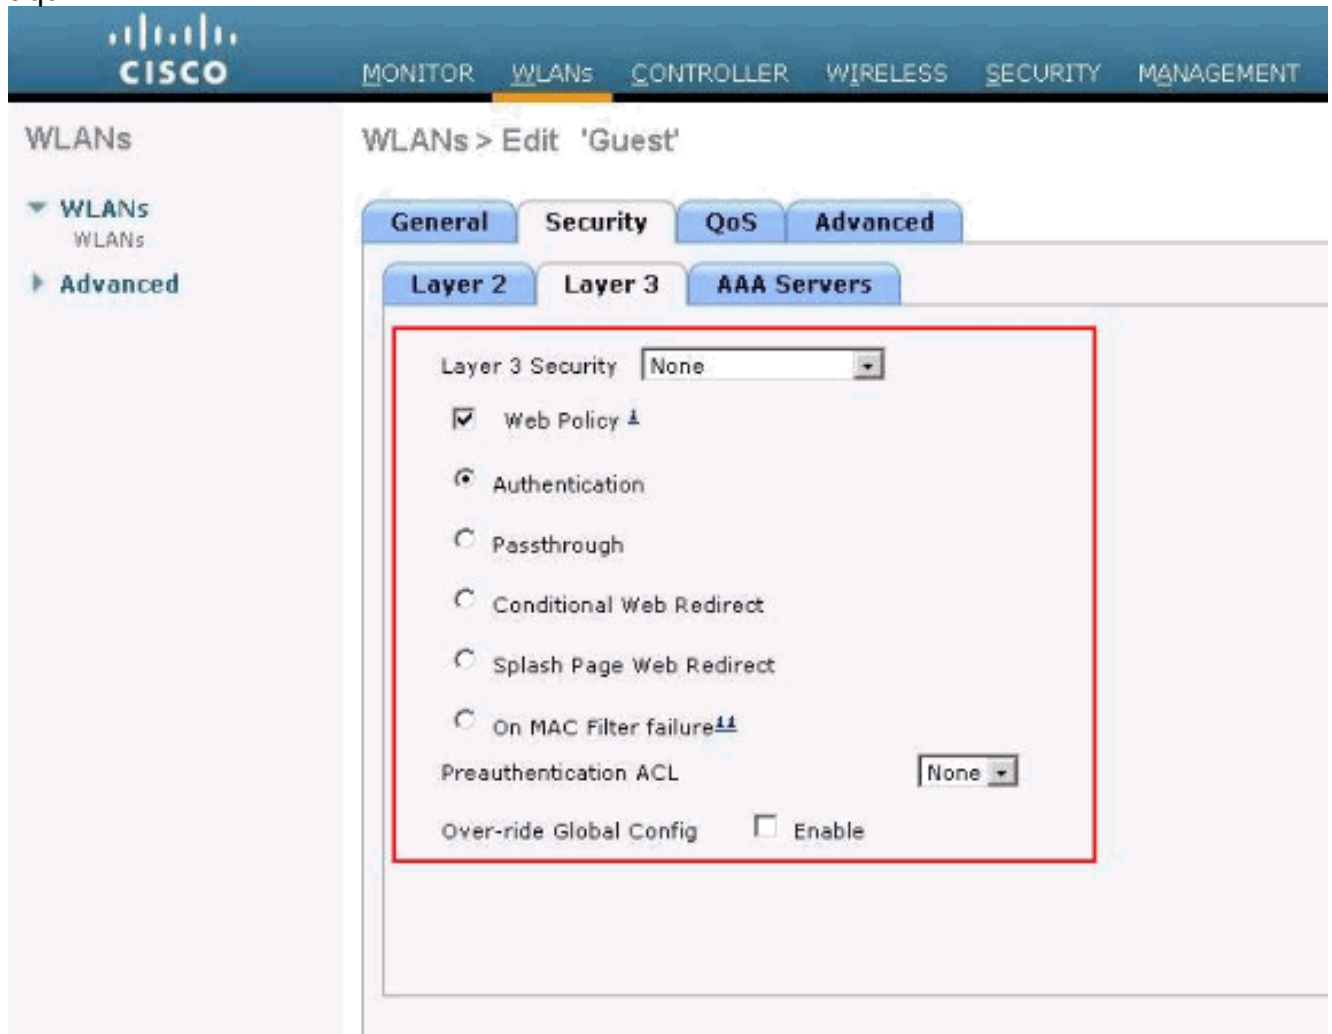 CISCO
MONITOR WLANs CONTROLLER WIRELESS SECURITY MANAGEMENT
WLANs
WLANs
WLANs
Advanced
WLANs > Edit 'Guest'
General Security QoS Advanced
Layer 2 Layer 3 AAA Servers
Layer 3 Security None
Web Policy 1
Authentication
Passthrough
Conditional Web Redirect
Splash Page Web Redirect
On MAC Filter failure11
Preauthentication ACL None
Over-ride Global Config Enable